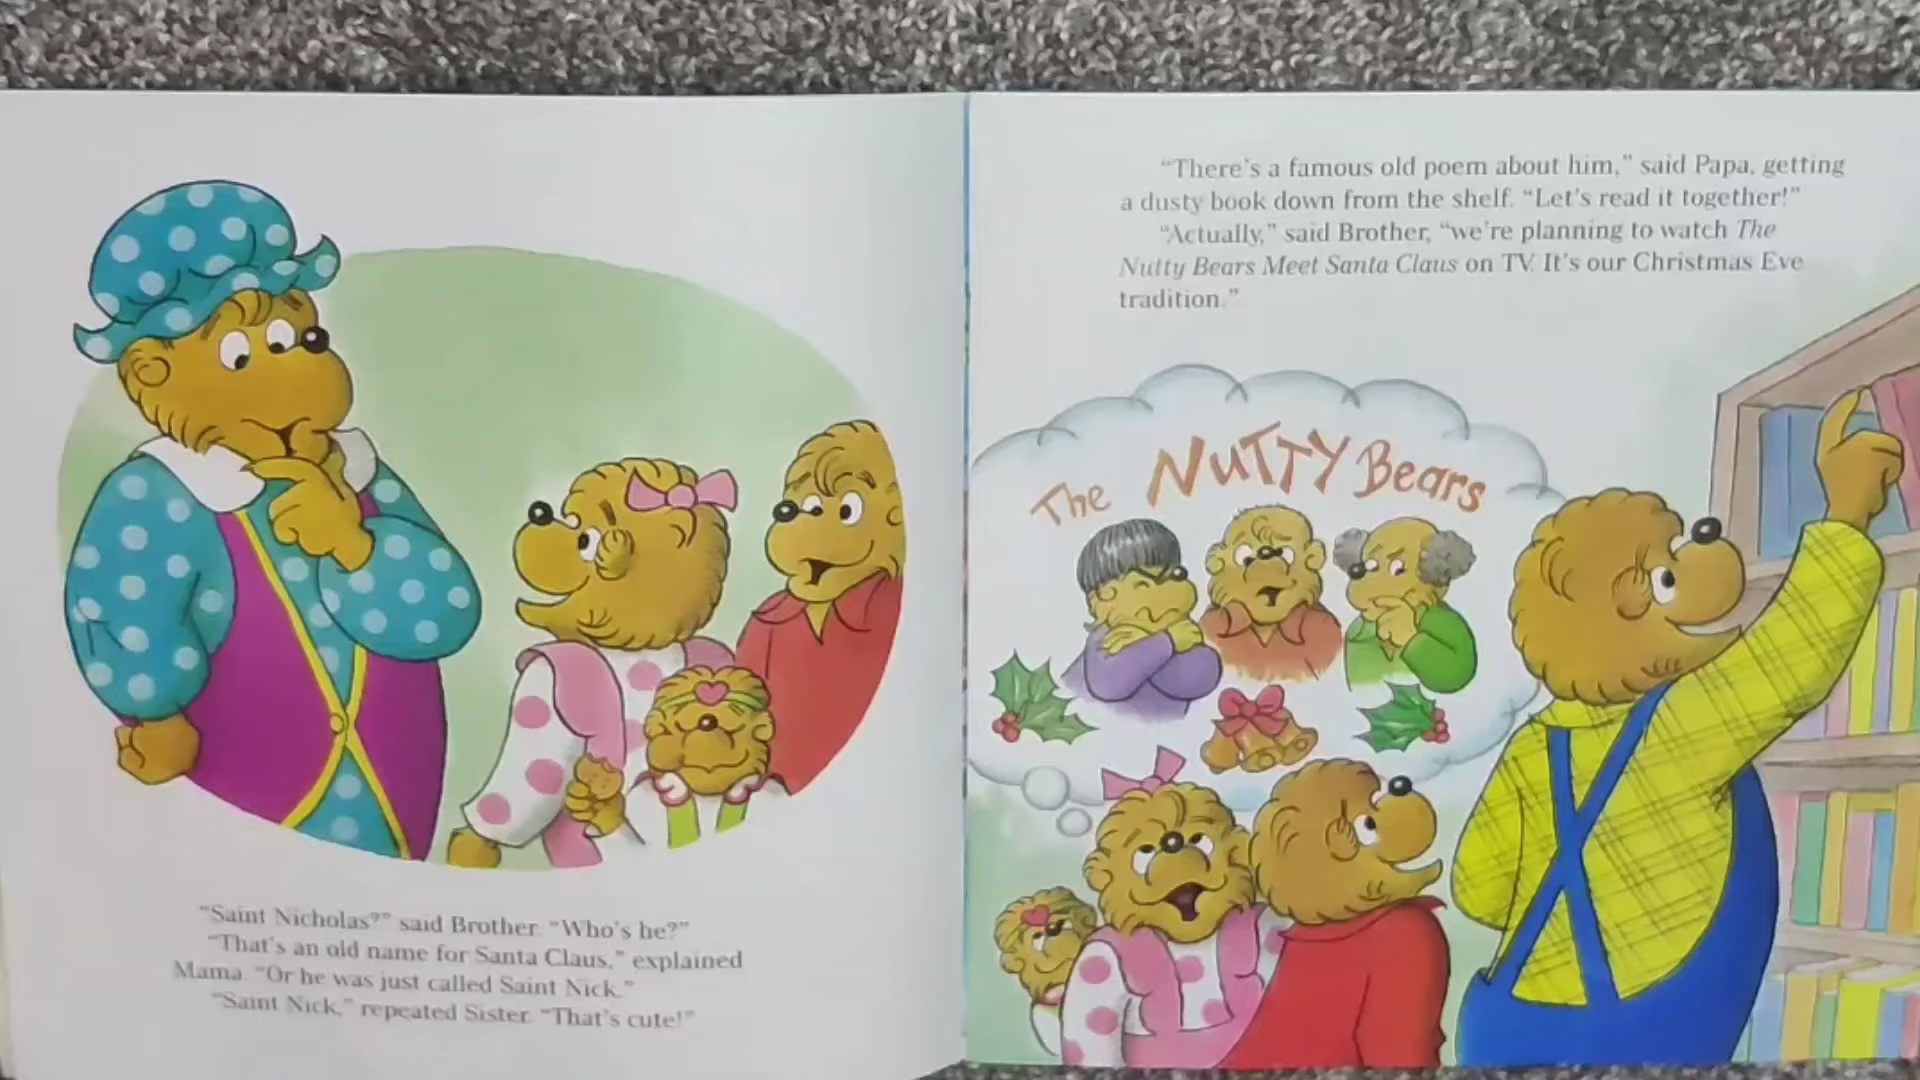 “Saint Nicholas?” said Brother. “Who’s he?”
“That’s an old name for Santa Claus,” explained
Mama. “Or he was just called Saint Nick.”
“Saint Nick,” repeated Sister. “That’s cute!”
“There’s a famous old poem about him,” said Papa, getting
a dusty book down from the shelf. “Let’s read it together!”
“Actually,” said Brother, “we’re planning to watch The
Nutty Bears Meet Santa Claus on TV. It’s our Christmas Eve
tradition.”
The NUTTY Bears